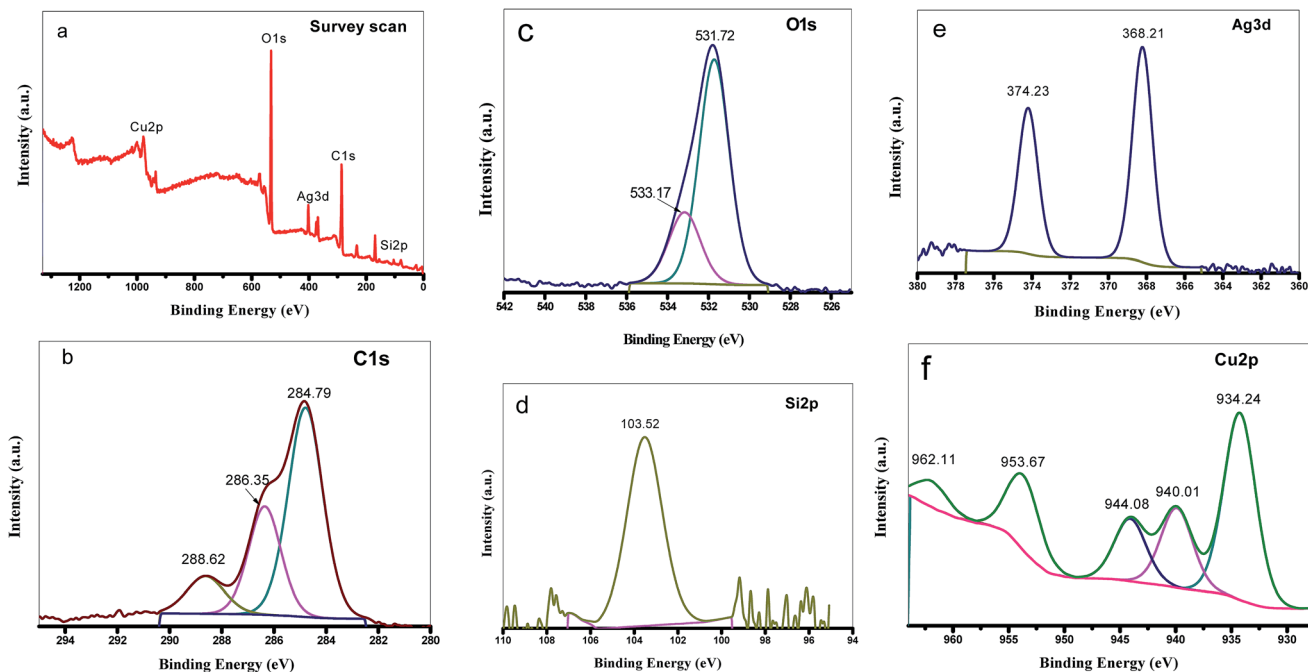 a
Survey scan
O1s
Cu2p
C1s
Ag3d
Si2p
Intensity (a.u.)
1200 1000 800 600 400 200 0
Binding Energy (eV)
b
C1s
284.79
286.35
288.62
Intensity (a.u.)
294 292 290 288 286 284 282 280
Binding Energy (eV)
c
O1s
531.72
533.17
Intensity (a.u.)
542 540 538 536 534 532 530 528 526
Binding Energy (eV)
d
Si2p
103.52
Intensity (a.u.)
110 108 106 104 102 100 98 96 94
Binding Energy (eV)
e
Ag3d
368.21
374.23
Intensity (a.u.)
380 378 376 374 372 370 368 366 364 362 360
Binding Energy (eV)
f
Cu2p
934.24
962.11
953.67
944.08
940.01
Intensity (a.u.)
960 955 950 945 940 935 930
Binding Energy (eV)